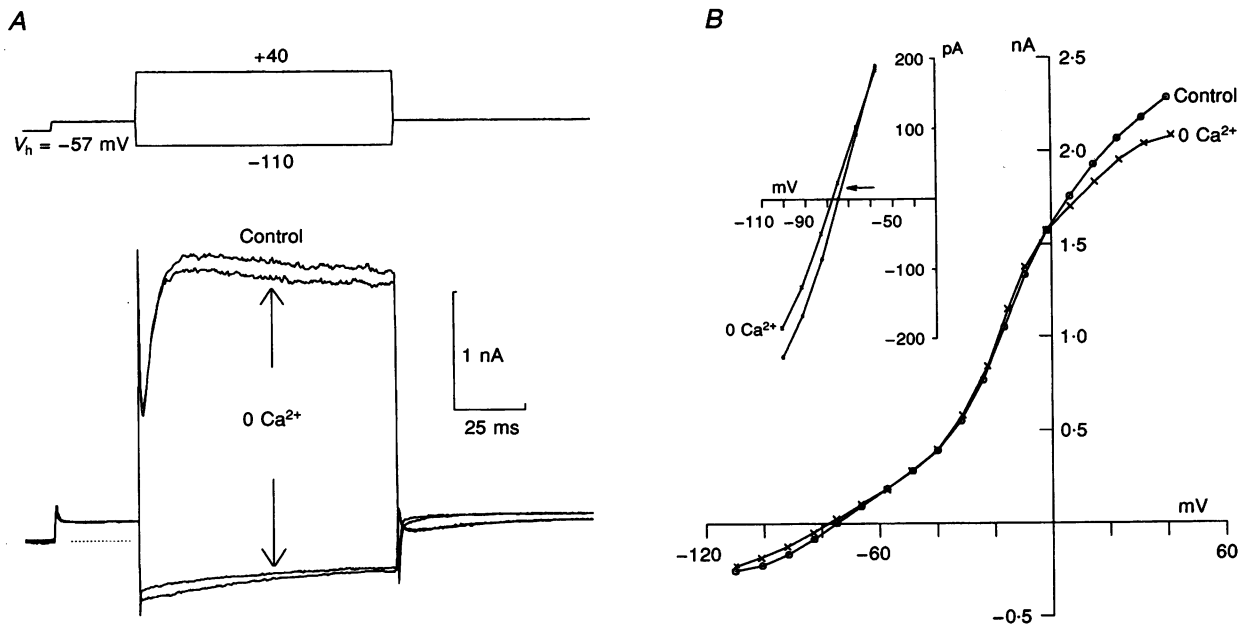 A
+40
Vh = −57 mV
−110
Control
1 nA
25 ms
0 Ca2+
B
200
pA
nA
2·5
Control
0 Ca2+
100
2·0
mV
−110 −90 −50
1·5
−100
0 Ca2+
−200
1·0
0·5
mV
−120
−60
60
−0·5